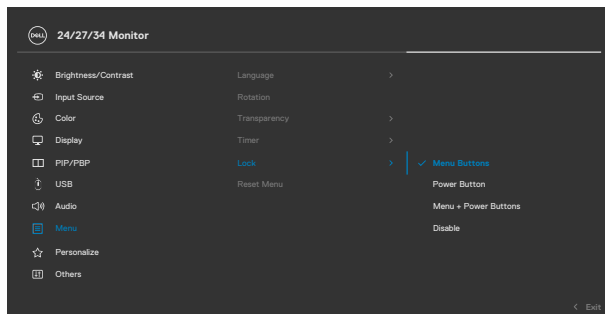 DELL 24/27/34 Monitor
Brightness/Contrast Language >
Input Source Rotation
Color Transparency >
Display Timer >
PIP/PBP Lock > ✓ Menu Buttons
USB Reset Menu Power Button
Audio Menu + Power Buttons
Menu Disable
Personalize
Others
< Exit